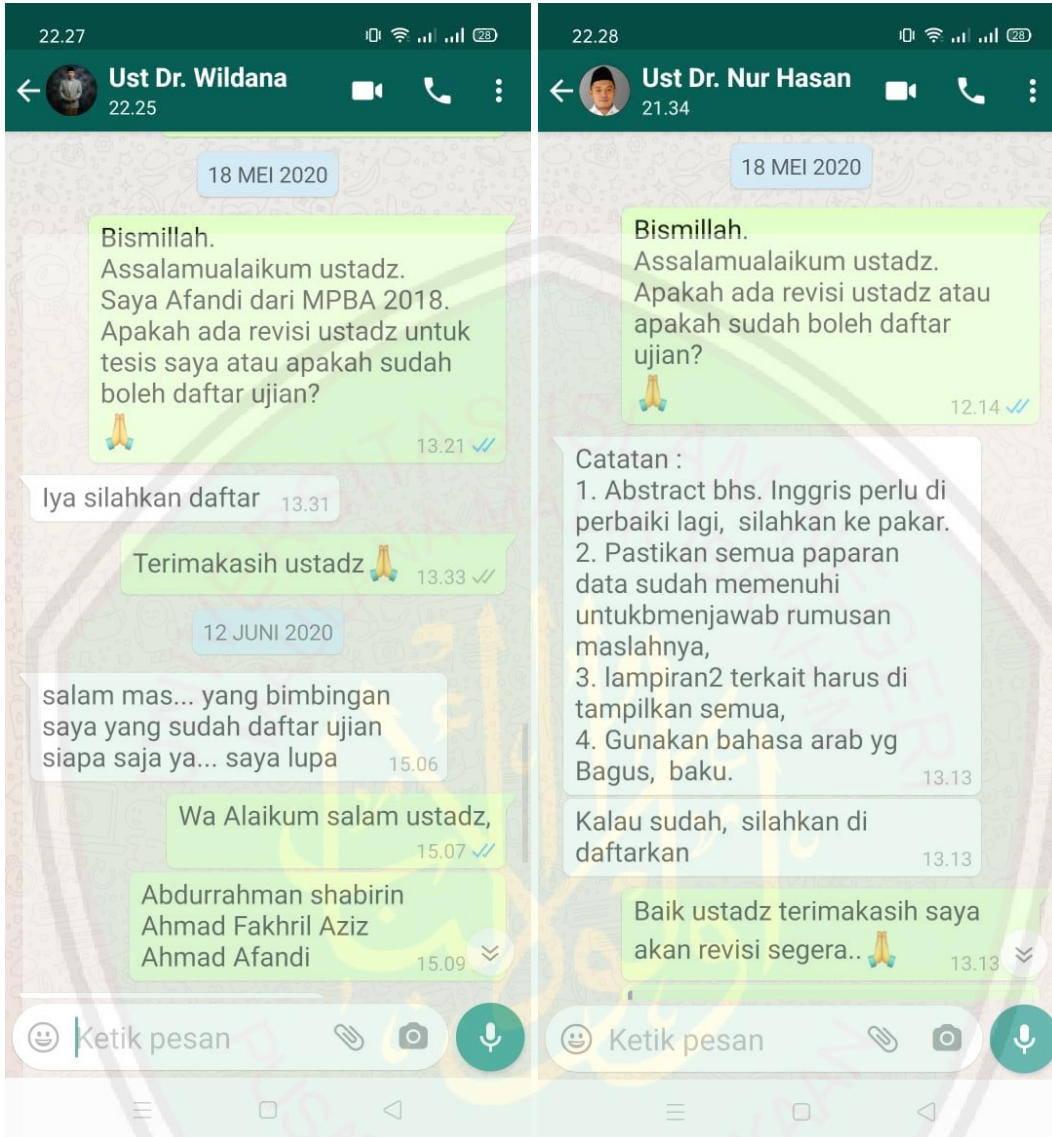 22.27
28
Ust Dr. Wildana
22.25
18 MEI 2020
Bismillah.
Assalamualaikum ustadz.
Saya Afandi dari MPBA 2018.
Apakah ada revisi ustadz untuk
tesis saya atau apakah sudah
boleh daftar ujian?
13.21
Iya silahkan daftar 13.31
Terimakasih ustadz 13.33
12 JUNI 2020
salam mas... yang bimbingan
saya yang sudah daftar ujian
siapa saja ya... saya lupa 15.06
Wa Alaikum salam ustadz,
15.07
Abdurrahman shabirin
Ahmad Fakhril Aziz
Ahmad Afandi 15.09
Ketik pesan
22.28
28
Ust Dr. Nur Hasan
21.34
18 MEI 2020
Bismillah.
Assalamualaikum ustadz.
Apakah ada revisi ustadz atau
apakah sudah boleh daftar
ujian?
12.14
Catatan :
1. Abstract bhs. Inggris perlu di
perbaiki lagi, silahkan ke pakar.
2. Pastikan semua paparan
data sudah memenuhi
untukbmenjawab rumusan
maslahnya,
3. lampiran2 terkait harus di
tampilkan semua,
4. Gunakan bahasa arab yg
Bagus, baku. 13.13
Kalau sudah, silahkan di
daftarkan 13.13
Baik ustadz terimakasih saya
akan revisi segera.. 13.13
Ketik pesan